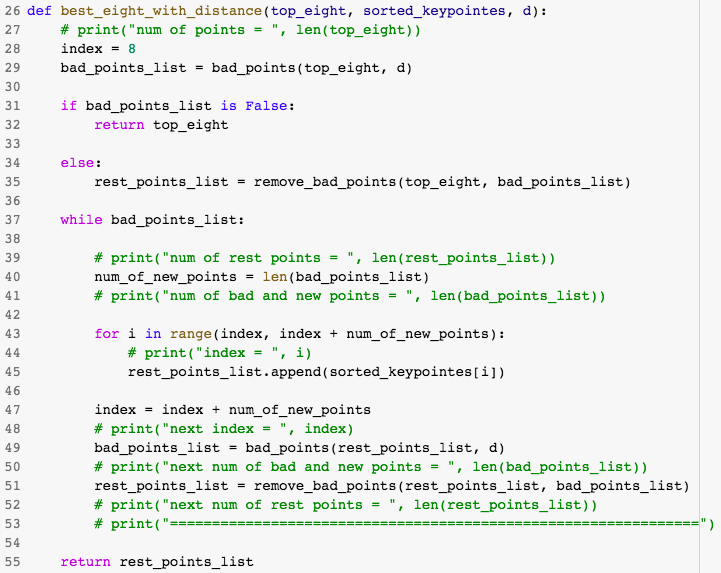 26 def best_eight_with_distance(top_eight, sorted_keypointes, d):
27     # print("num of points = ", len(top_eight))
28     index = 8
29     bad_points_list = bad_points(top_eight, d)
30
31     if bad_points_list is False:
32         return top_eight
33
34     else:
35         rest_points_list = remove_bad_points(top_eight, bad_points_list)
36
37     while bad_points_list:
38
39         # print("num of rest points = ", len(rest_points_list))
40         num_of_new_points = len(bad_points_list)
41         # print("num of bad and new points = ", len(bad_points_list))
42
43         for i in range(index, index + num_of_new_points):
44             # print("index = ", i)
45             rest_points_list.append(sorted_keypointes[i])
46
47         index = index + num_of_new_points
48         # print("next index = ", index)
49         bad_points_list = bad_points(rest_points_list, d)
50         # print("next num of bad and new points = ", len(bad_points_list))
51         rest_points_list = remove_bad_points(rest_points_list, bad_points_list)
52         # print("next num of rest points = ", len(rest_points_list))
53         # print("===============================================================")
54
55     return rest_points_list